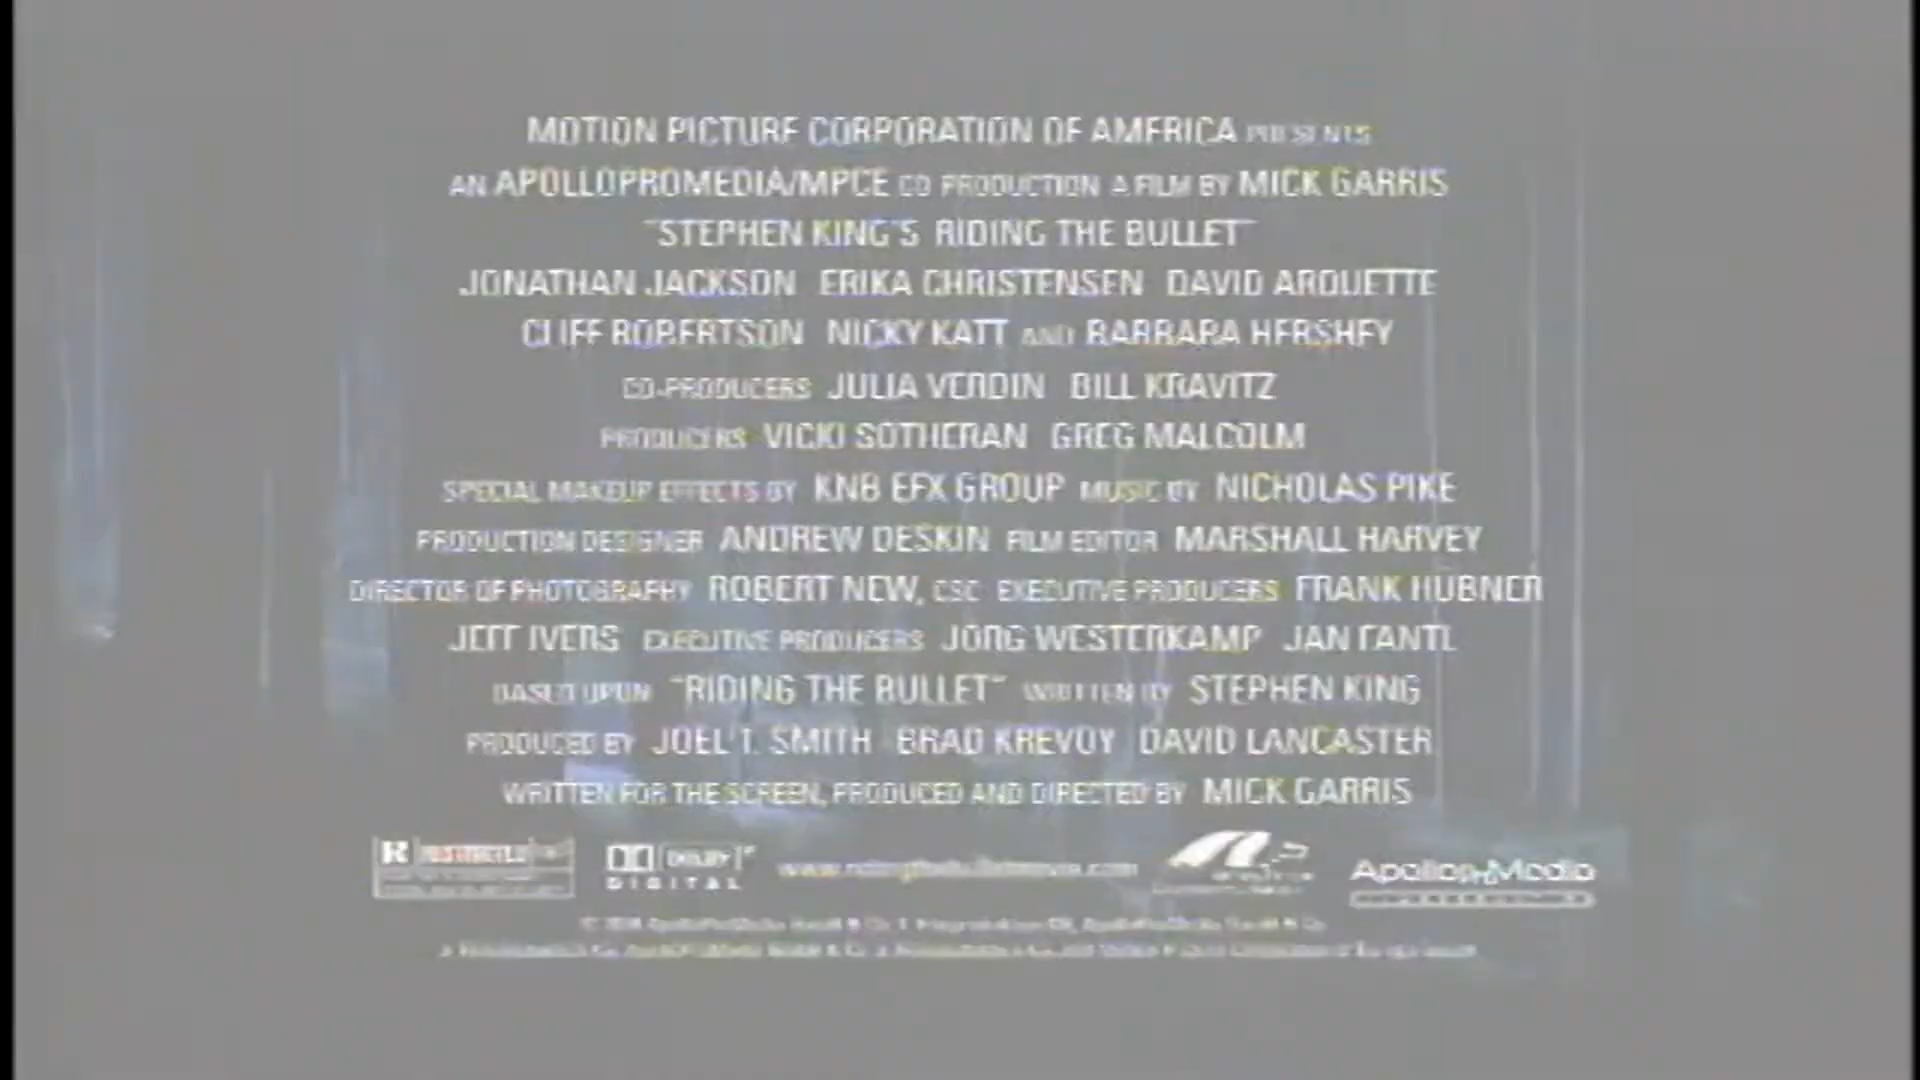 MOTION PICTURE CORPORATION OF AMERICA PRESENTS
AN APOLLOPROMEDIA/MPCE CO PRODUCTION A FILM BY MICK GARRIS
"STEPHEN KING'S RIDING THE BULLET"
JONATHAN JACKSON ERIKA CHRISTENSEN DAVID ARQUETTE
CLIFF ROBERTSON NICKY KATT AND BARBARA HERSHEY
CO-PRODUCERS JULIA VERDIN BILL KRAVITZ
PRODUCERS VICKI SOTHERAN GREG MALCOLM
SPECIAL MAKEUP EFFECTS BY KNB EFX GROUP MUSIC BY NICHOLAS PIKE
PRODUCTION DESIGNER ANDREW DESKIN FILM EDITOR MARSHALL HARVEY
DIRECTOR OF PHOTOGRAPHY ROBERT NEW, CSC EXECUTIVE PRODUCERS FRANK HUBNER
JEFF IVERS EXECUTIVE PRODUCERS JORG WESTERKAMP JAN FANTL
BASED UPON "RIDING THE BULLET" WRITTEN BY STEPHEN KING
PRODUCED BY JOEL T. SMITH BRAD KREVOY DAVID LANCASTER
WRITTEN FOR THE SCREEN, PRODUCED AND DIRECTED BY MICK GARRIS
R RESTRICTED DOLBY DIGITAL www.ridingthebulletmovie.com ApolloProMedia